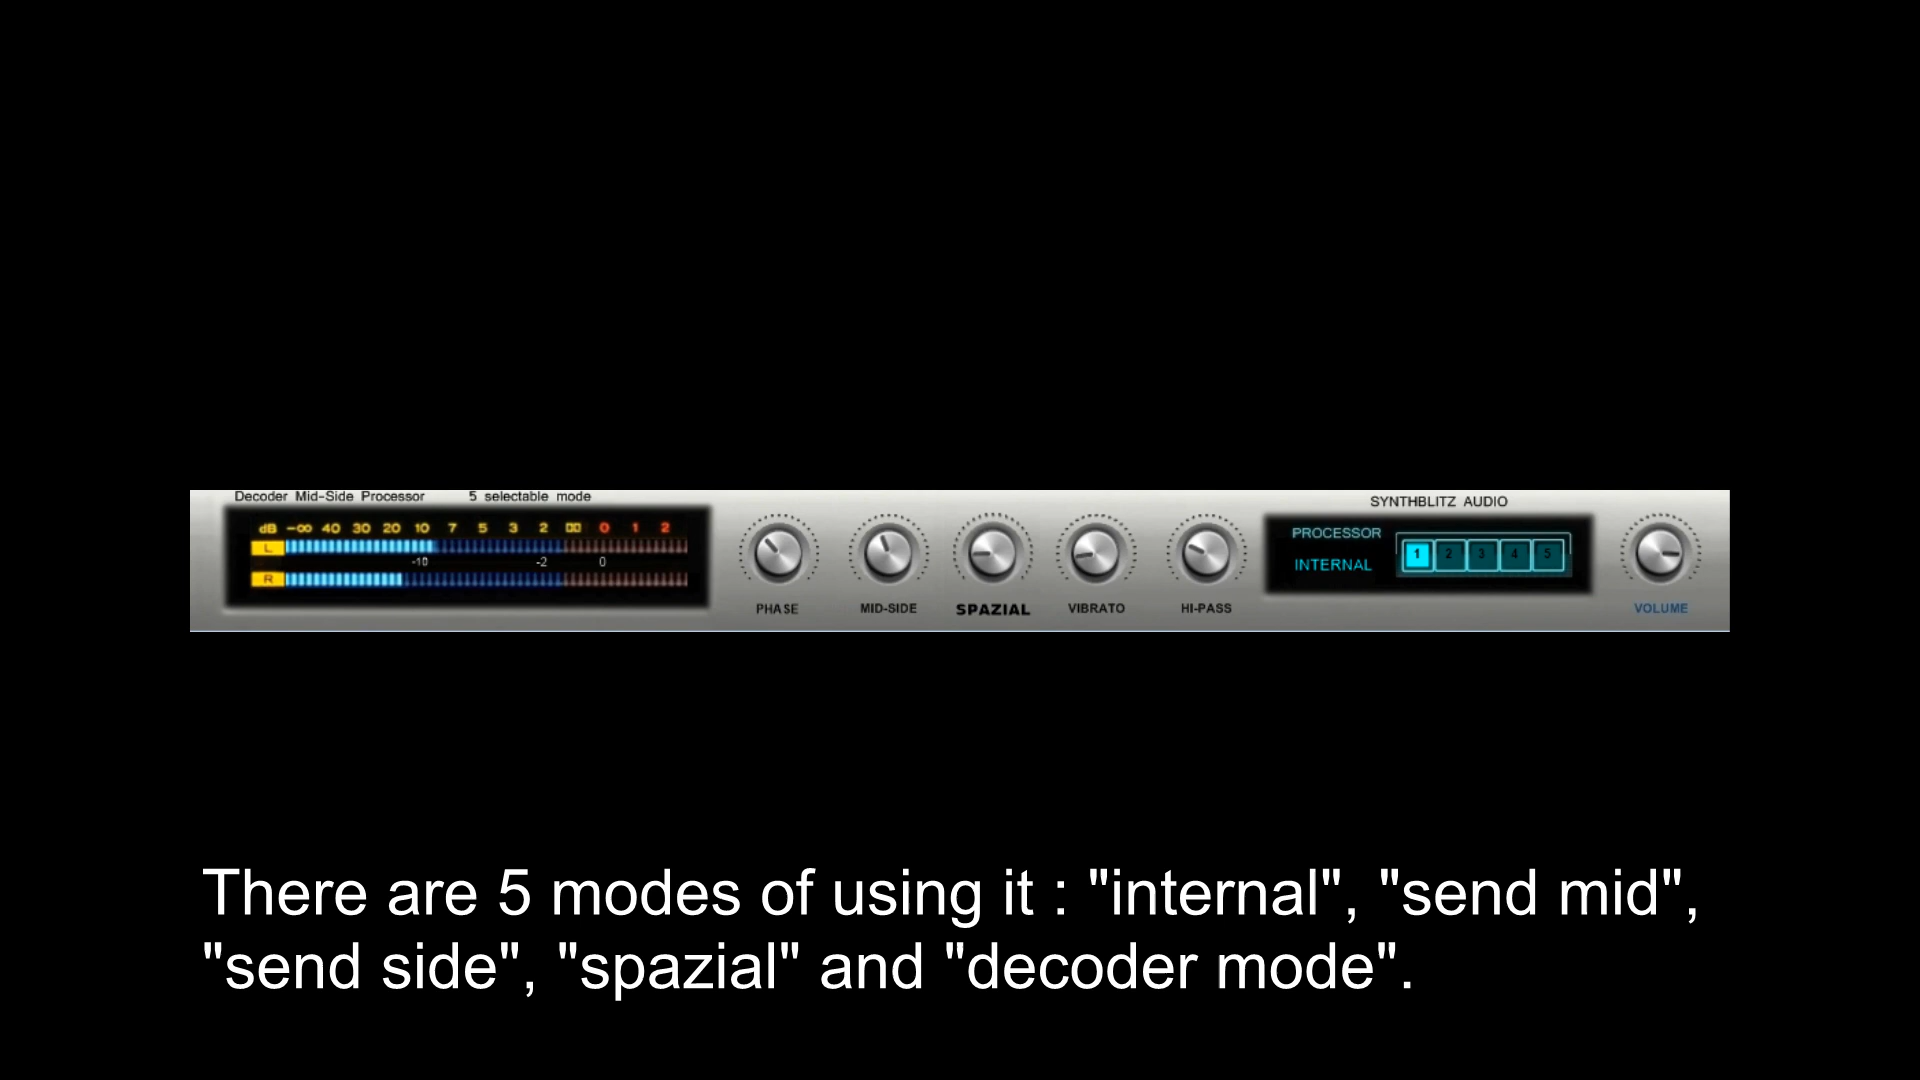 Decoder Mid-Side Processor 5 selectable mode
SYNTHBLITZ AUDIO
dB -∞ 40 30 20 10 7 5 3 2 0 1 2
L
-10 -2 0
R
PROCESSOR
INTERNAL
1 2 3 4 5
PHASE MID-SIDE SPAZIAL VIBRATO HI-PASS VOLUME
There are 5 modes of using it : "internal", "send mid",
"send side", "spazial" and "decoder mode".